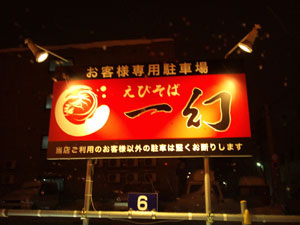 お客様専用駐車場
えびそば
一幻
当店ご利用のお客様以外の駐車は堅くお断りします
6